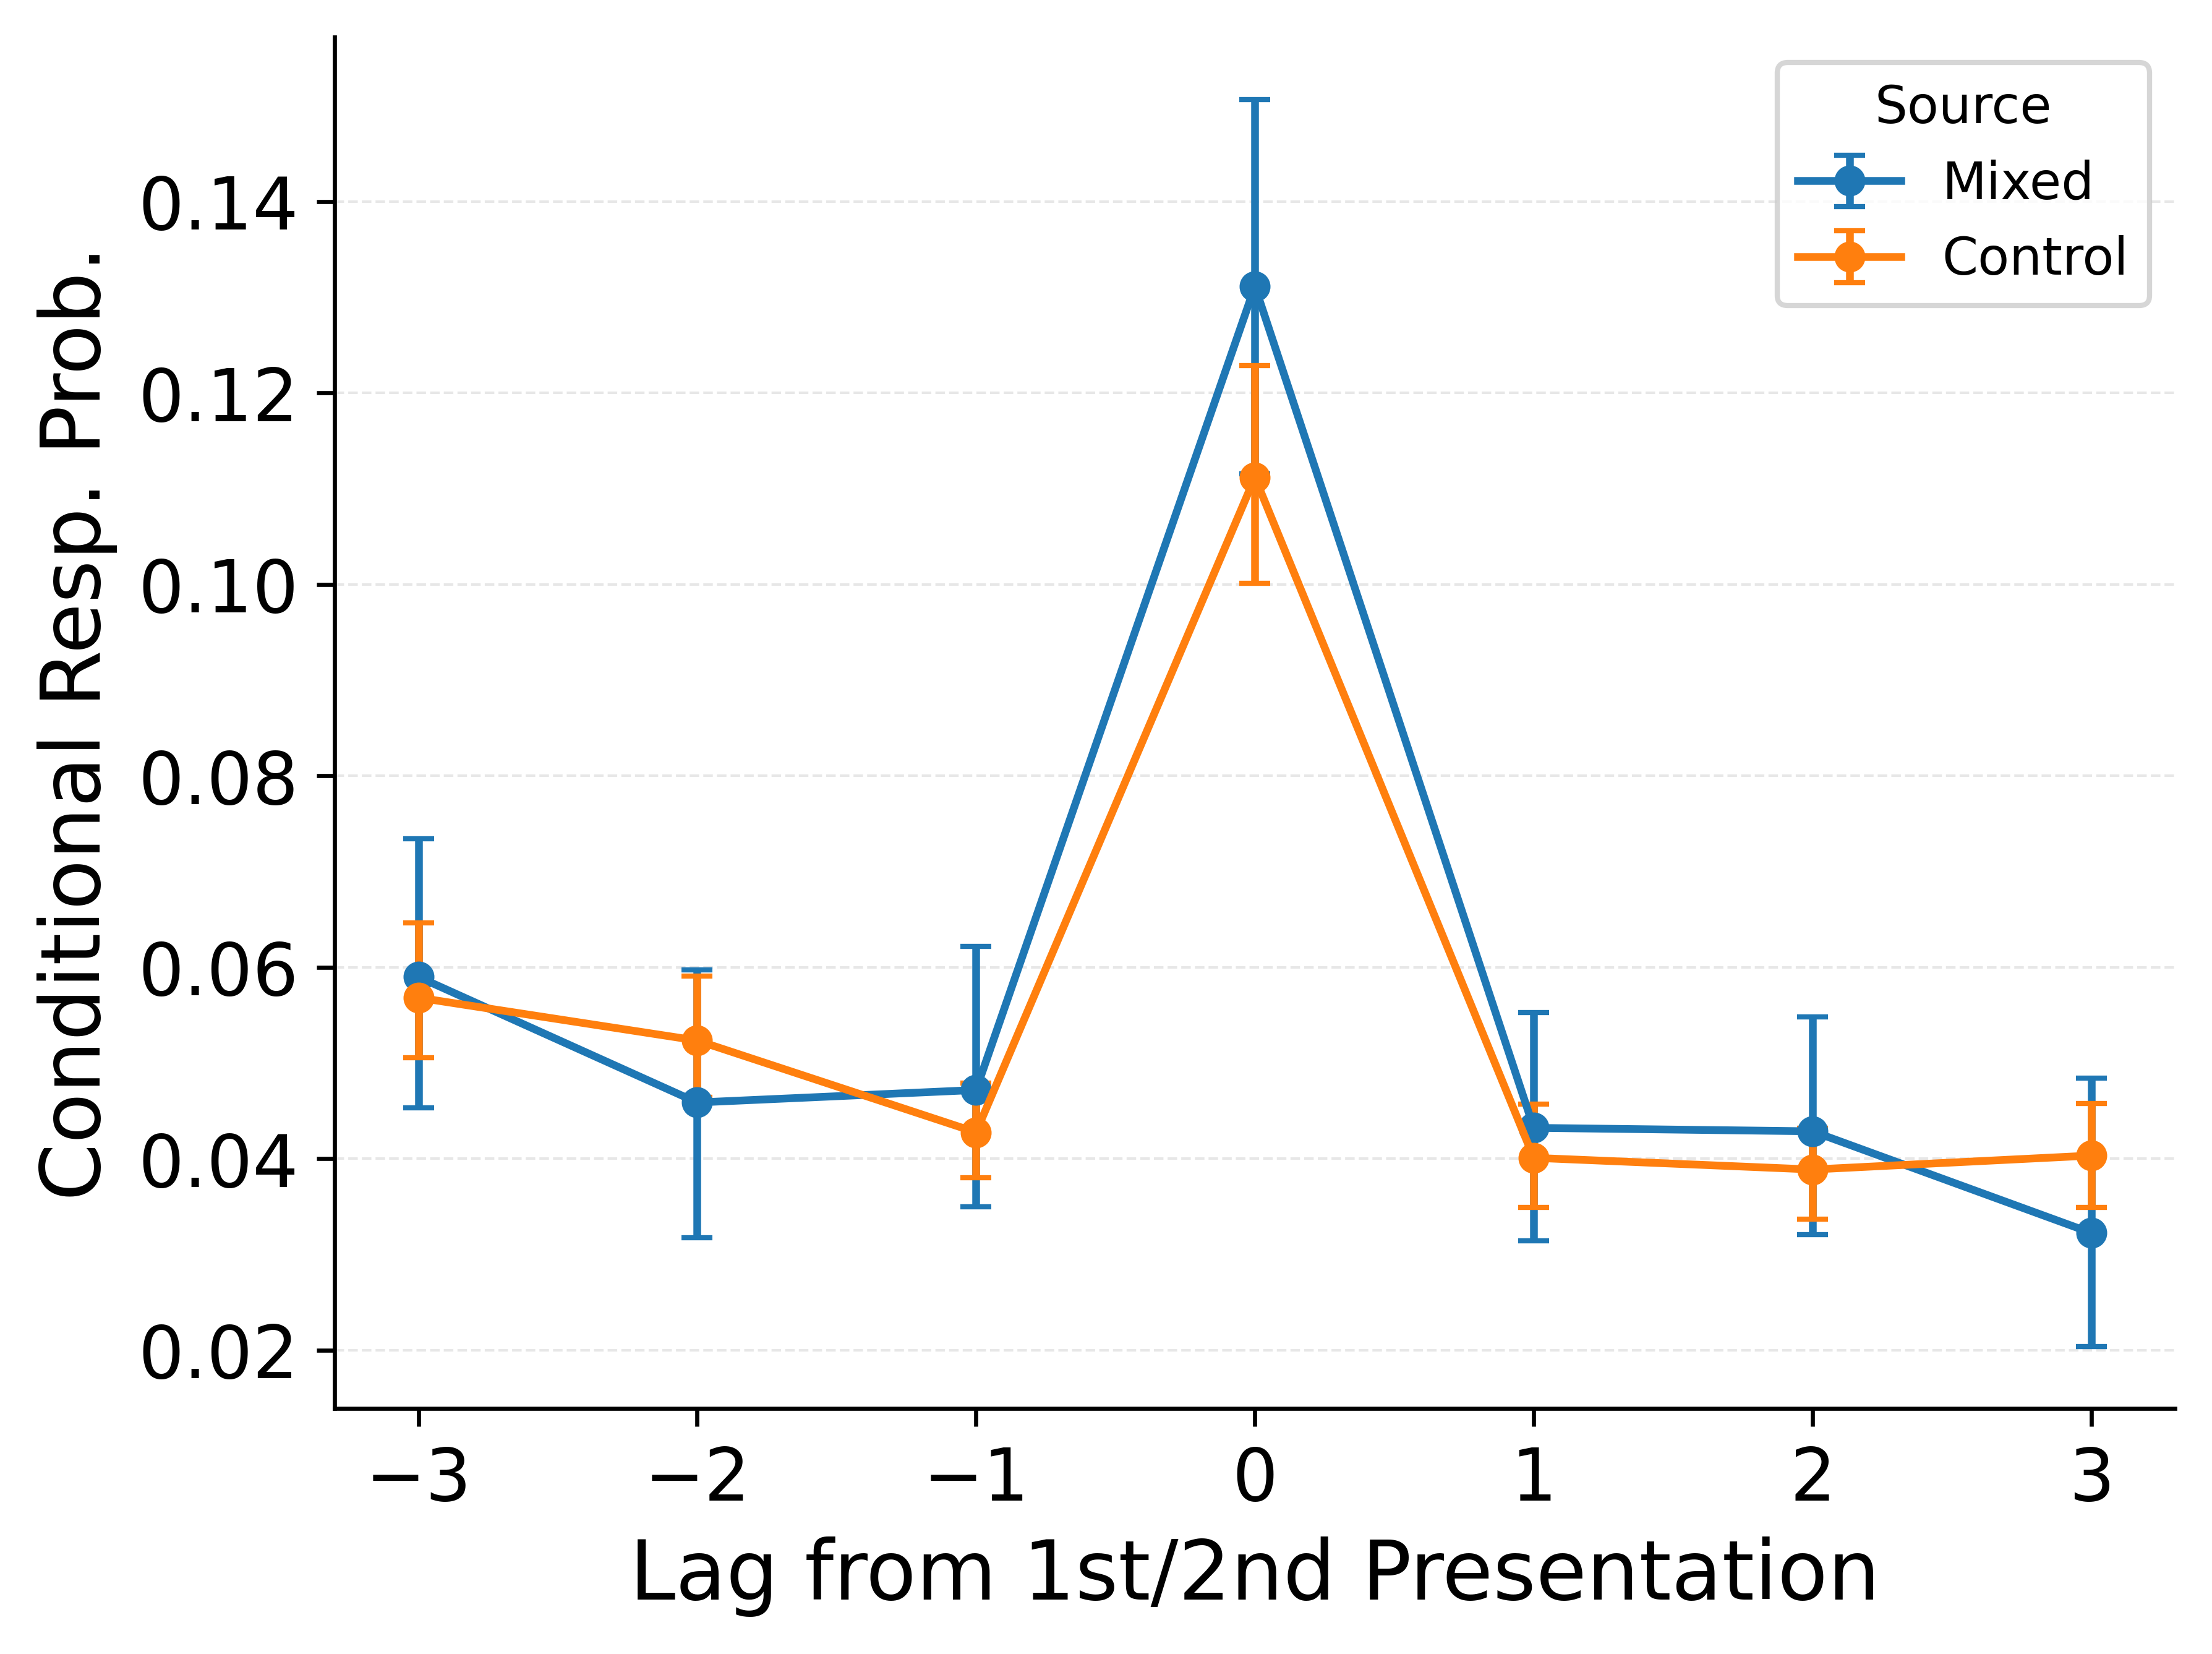 Source
Mixed
Control
Conditional Resp. Prob.
0.14
0.12
0.10
0.08
0.06
0.04
0.02
−3 −2 −1 0 1 2 3
Lag from 1st/2nd Presentation